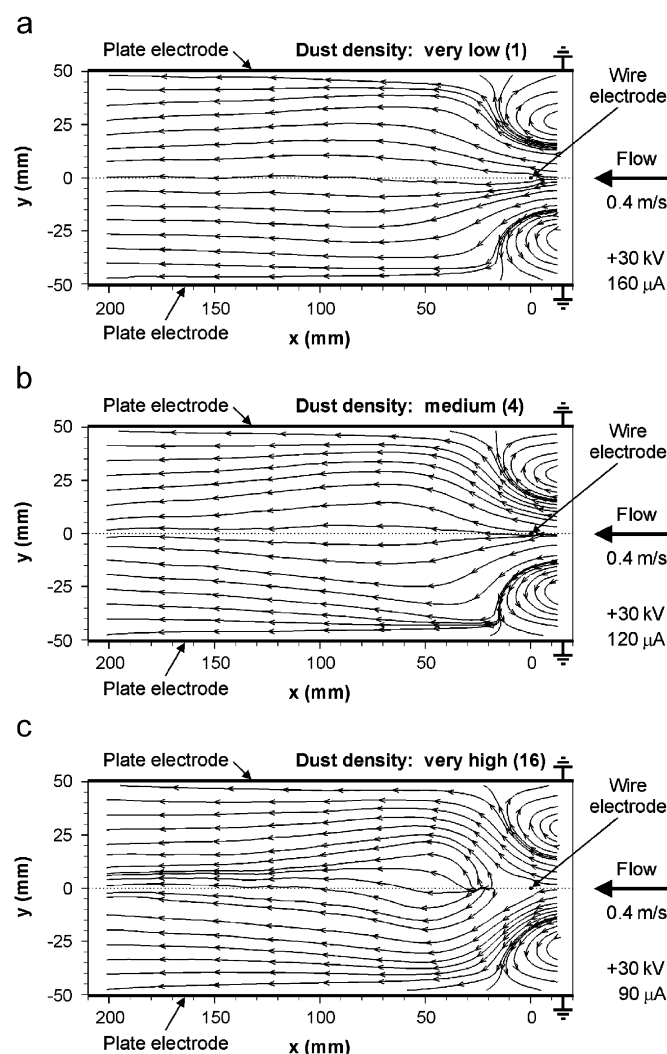 a
Plate electrode
Dust density: very low (1)
Wire
electrode
50
25
0
-25
-50
y (mm)
Flow
0.4 m/s
+30 kV
160 μA
200
150
100
50
0
Plate electrode
x (mm)
b
Plate electrode
Dust density: medium (4)
Wire
electrode
50
25
0
-25
-50
y (mm)
Flow
0.4 m/s
+30 kV
120 μA
200
150
100
50
0
Plate electrode
x (mm)
c
Plate electrode
Dust density: very high (16)
Wire
electrode
50
25
0
-25
-50
y (mm)
Flow
0.4 m/s
+30 kV
90 μA
200
150
100
50
0
Plate electrode
x (mm)